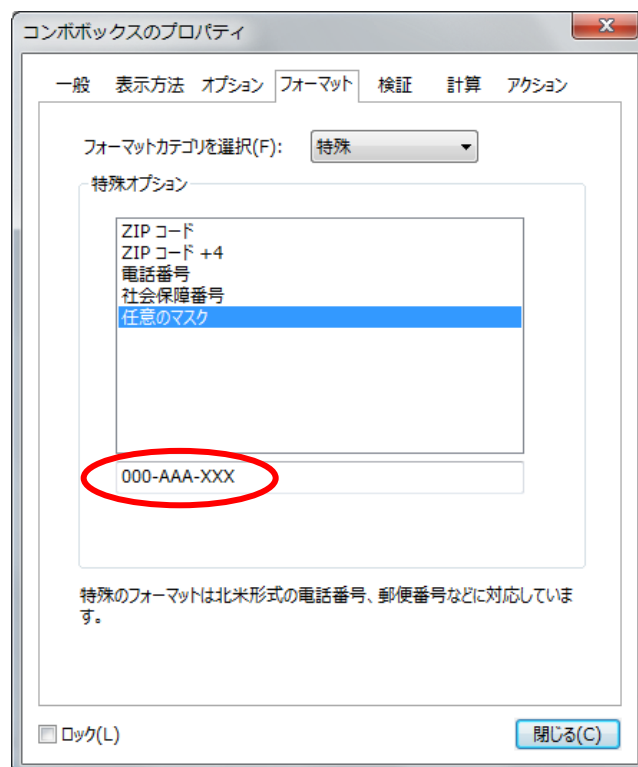 コンボボックスのプロパティ
一般 表示方法 オプション フォーマット 検証 計算 アクション
フォーマットカテゴリを選択(F): 特殊
特殊オプション
ZIP コード
ZIP コード +4
電話番号
社会保障番号
任意のマスク
000-AAA-XXX
特殊のフォーマットは北米形式の電話番号、郵便番号などに対応していま
す。
ロック(L) 閉じる(C)